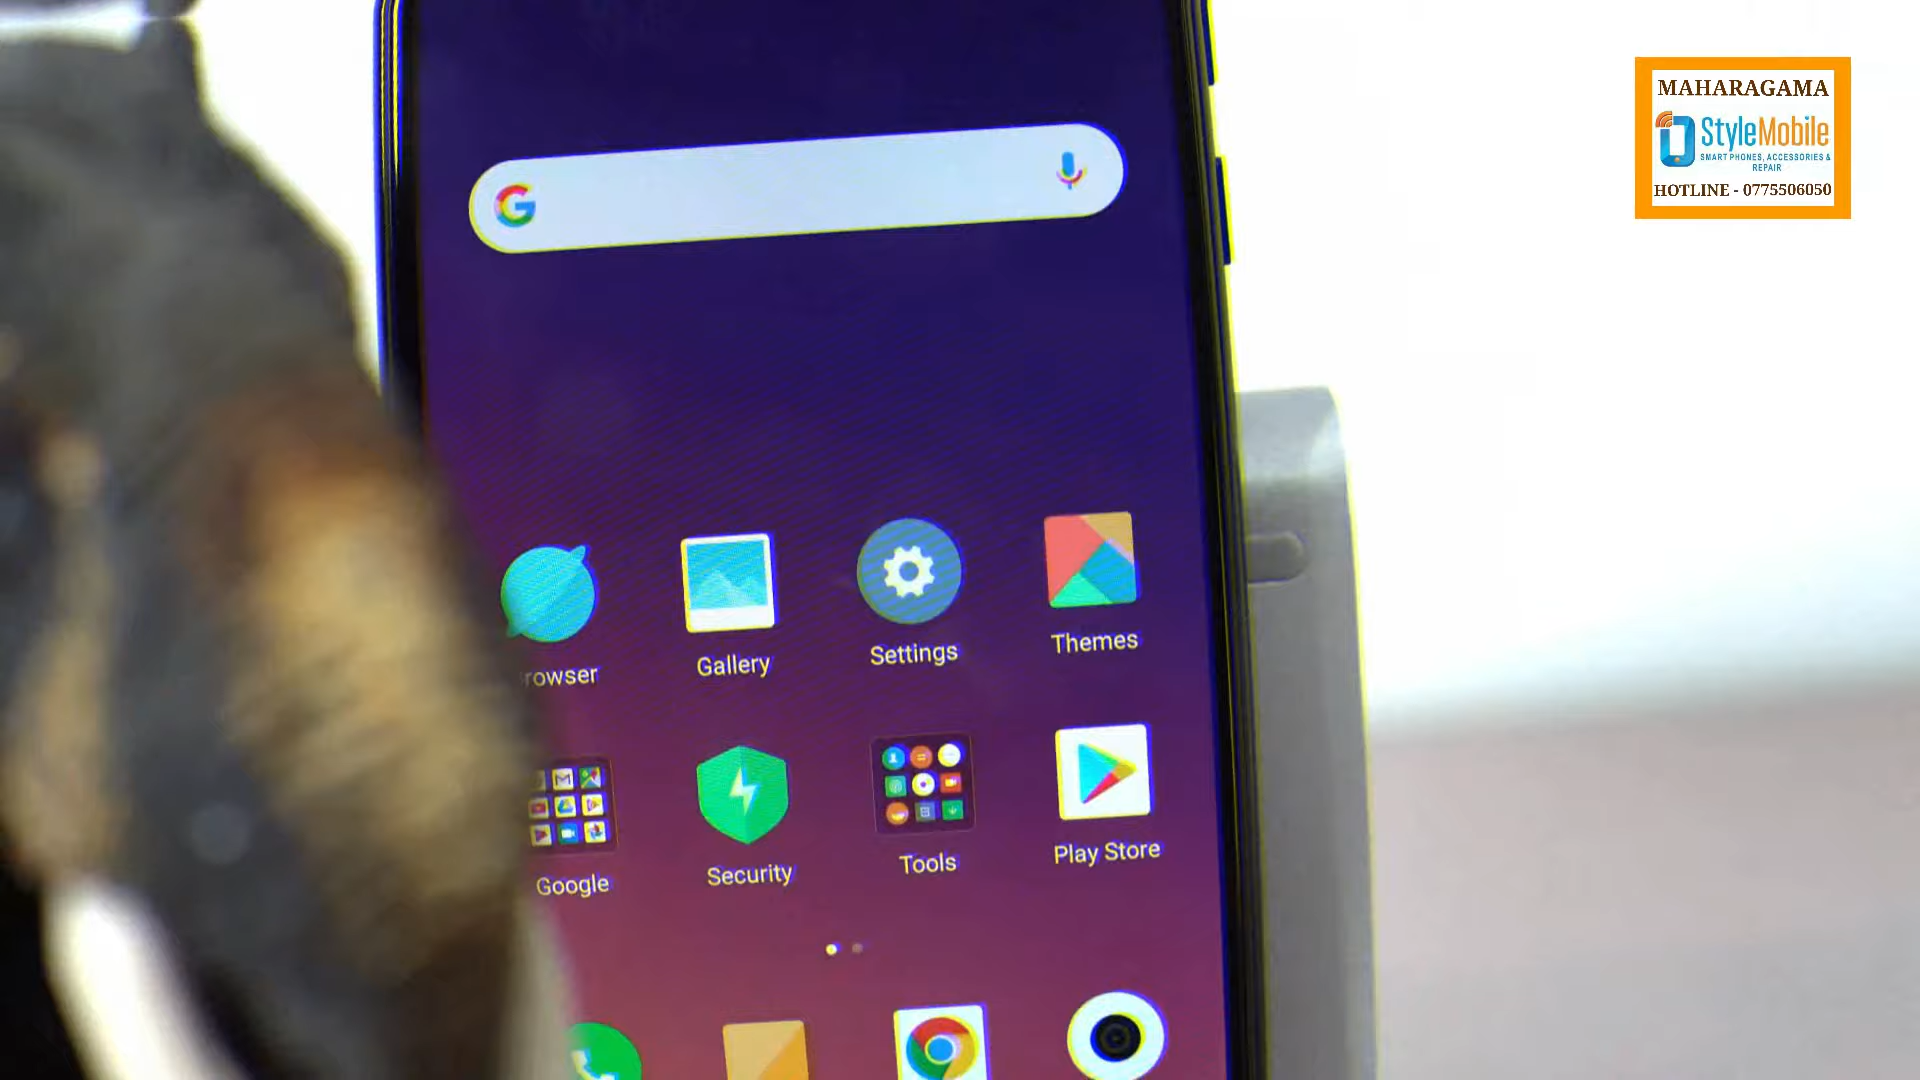 MAHARAGAMA
StyleMobile
SMART PHONES, ACCESSORIES &
REPAIR
HOTLINE - 0775506050
rowser
Gallery
Settings
Themes
Google
Security
Tools
Play Store